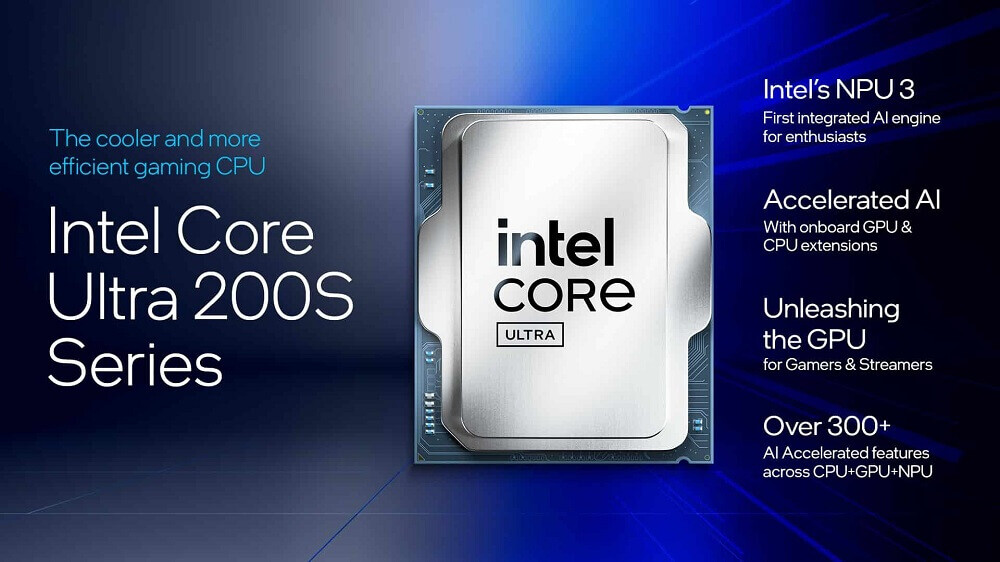 The cooler and more
efficient gaming CPU
Intel Core
Ultra 200S
Series
intel
CORE
ULTRA
Intel's NPU 3
First integrated AI engine
for enthusiasts
Accelerated AI
With onboard GPU &
CPU extensions
Unleashing
the GPU
for Gamers & Streamers
Over 300+
AI Accelerated features
across CPU+GPU+NPU